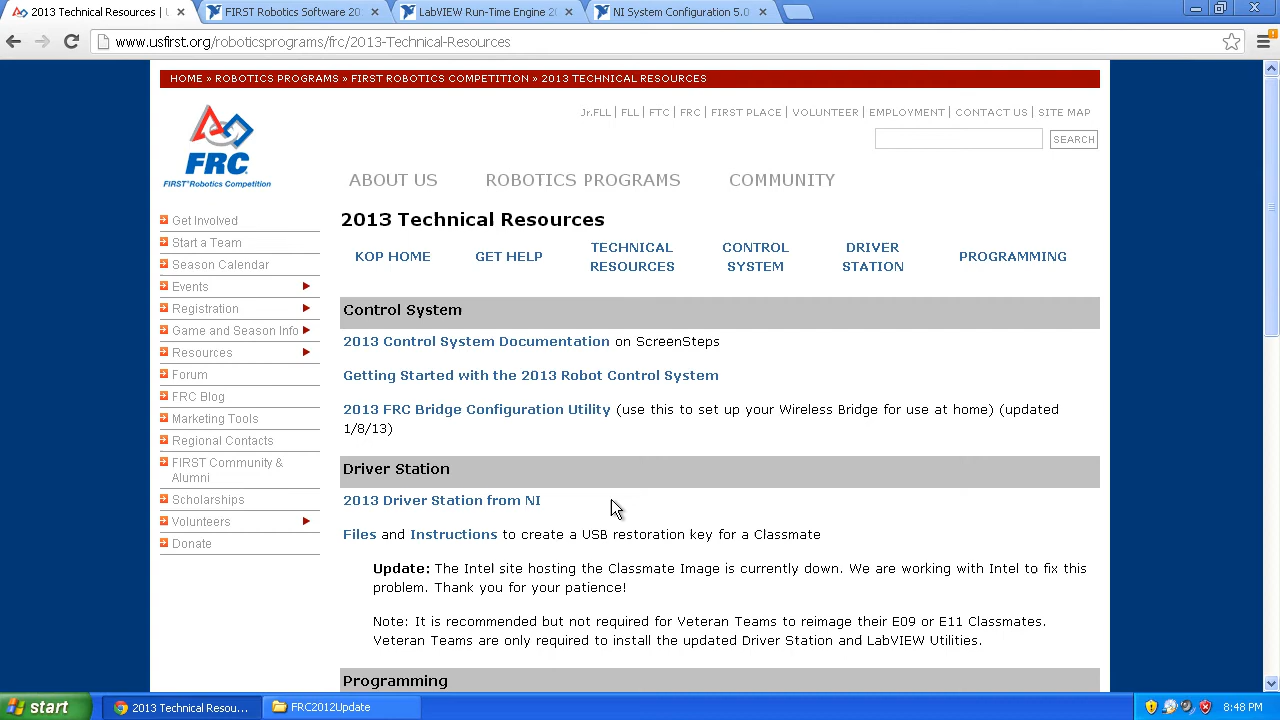 2013 Technical Resources | U
FIRST Robotics Software 20
LabVIEW Run-Time Engine 2
NI System Configuration 5.0
www.usfirst.org/roboticsprograms/frc/2013-Technical-Resources
HOME » ROBOTICS PROGRAMS » FIRST ROBOTICS COMPETITION » 2013 TECHNICAL RESOURCES
Jr.FLL | FLL | FTC | FRC | FIRST PLACE | VOLUNTEER | EMPLOYMENT | CONTACT US | SITE MAP
SEARCH
FRC
FIRST® Robotics Competition
ABOUT US ROBOTICS PROGRAMS COMMUNITY
Get Involved
Start a Team
Season Calendar
Events
Registration
Game and Season Info
Resources
Forum
FRC Blog
Marketing Tools
Regional Contacts
FIRST Community &
Alumni
Scholarships
Volunteers
Donate
2013 Technical Resources
KOP HOME GET HELP TECHNICAL RESOURCES CONTROL SYSTEM DRIVER STATION PROGRAMMING
Control System
2013 Control System Documentation on ScreenSteps
Getting Started with the 2013 Robot Control System
2013 FRC Bridge Configuration Utility (use this to set up your Wireless Bridge for use at home) (updated
1/8/13)
Driver Station
2013 Driver Station from NI
Files and Instructions to create a USB restoration key for a Classmate
Update: The Intel site hosting the Classmate Image is currently down. We are working with Intel to fix this
problem. Thank you for your patience!
Note: It is recommended but not required for Veteran Teams to reimage their E09 or E11 Classmates.
Veteran Teams are only required to install the updated Driver Station and LabVIEW Utilities.
Programming
start
2013 Technical Resou...
FRC2012Update
8:48 PM